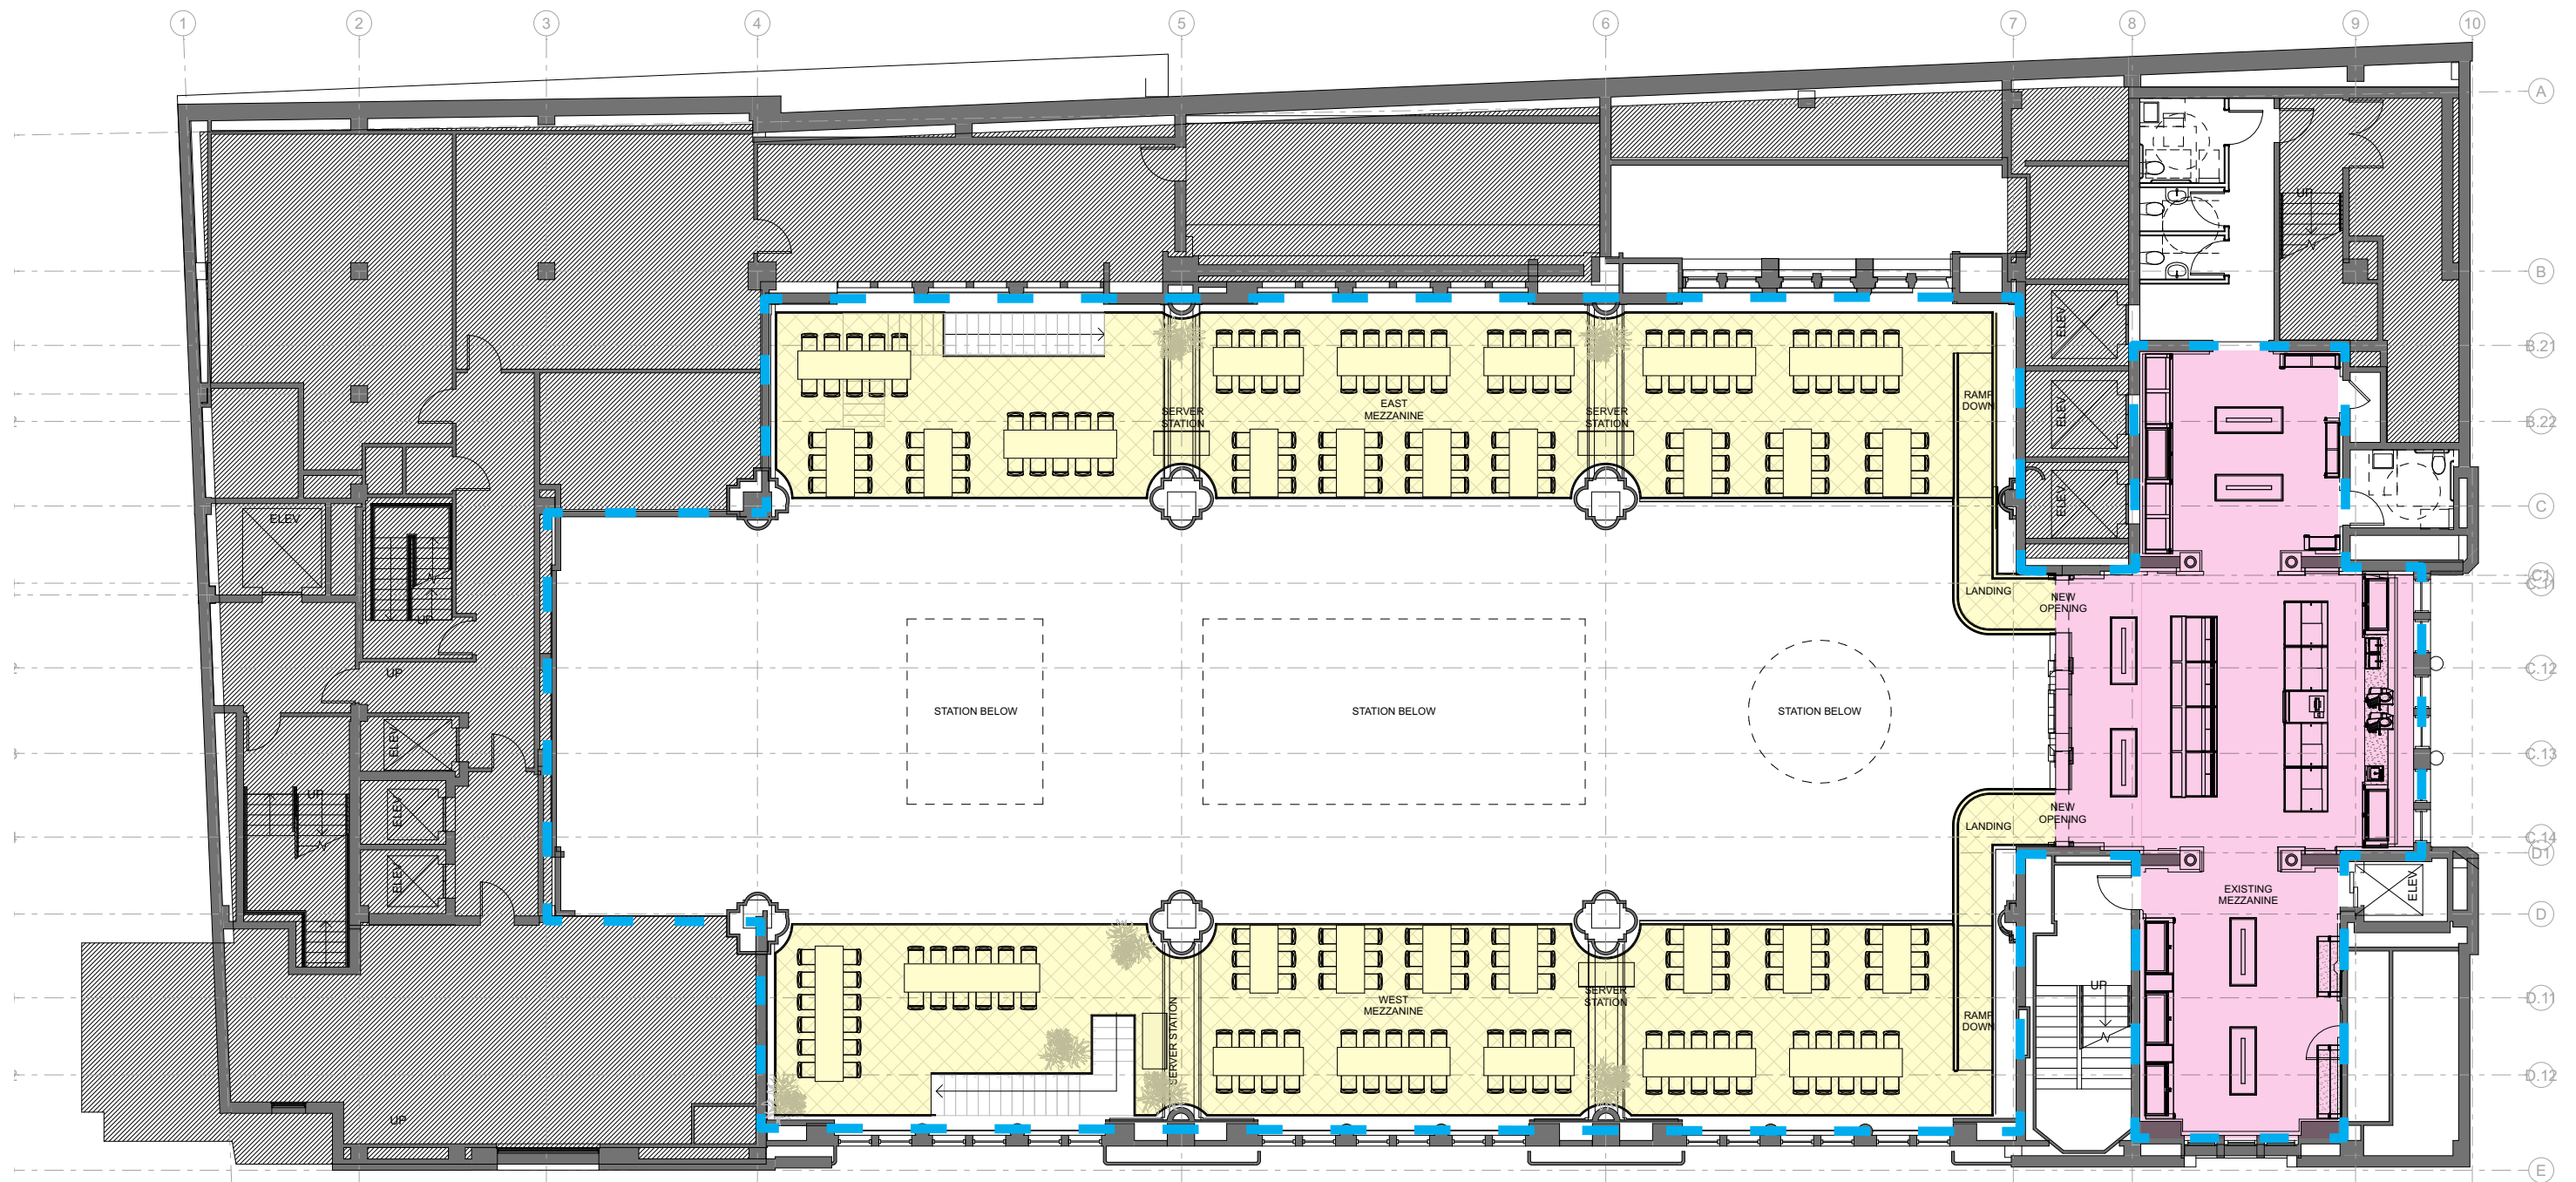 1
2
3
4
5
6
7
8
9
10
A
B
B.21
B.22
C
C.12
C.13
C.14
D1
D
D.11
D.12
E
UP
ELEV
ELEV
ELEV
ELEV
UP
UP
ELEV
ELEV
ELEV
UP
UP
SERVER
STATION
EAST
MEZZANINE
SERVER
STATION
RAMP
DOWN
LANDING
NEW
OPENING
STATION BELOW
STATION BELOW
STATION BELOW
NEW
OPENING
LANDING
EXISTING
MEZZANINE
ELEV
UP
SERVER STATION
WEST
MEZZANINE
SERVER
STATION
RAMP
DOWN